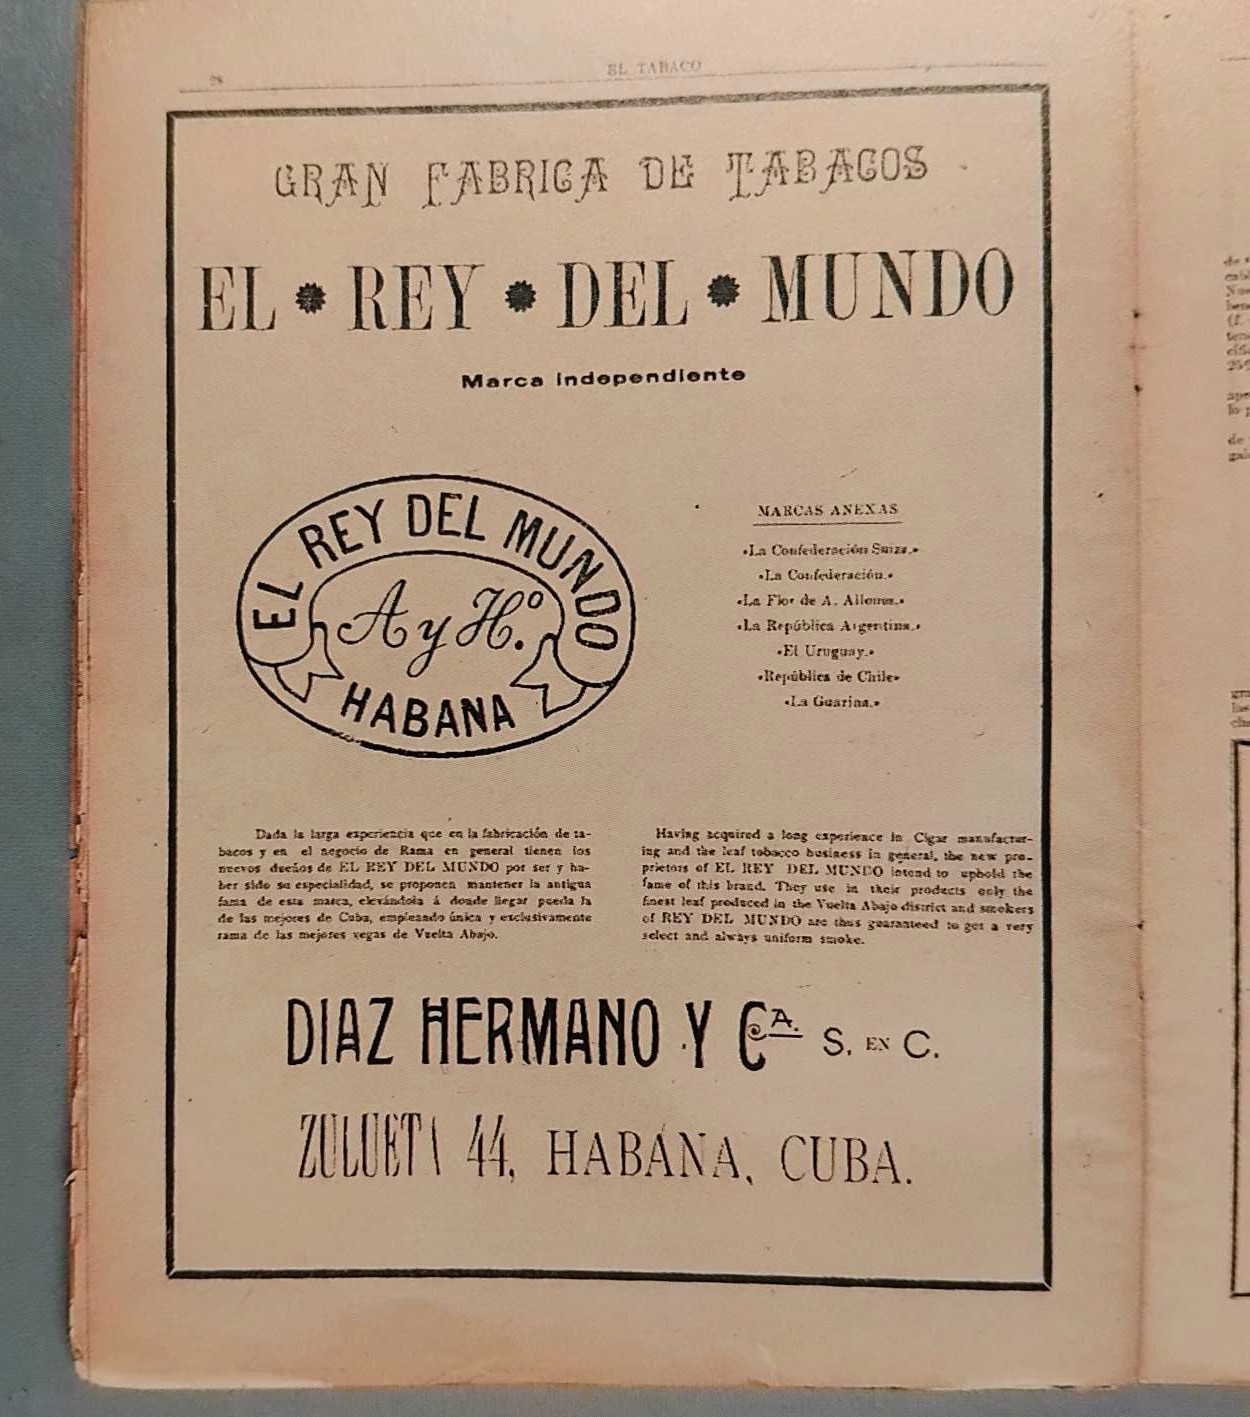 28
EL TABACO
GRAN FABRICA DE TABACOS
EL * REY * DEL * MUNDO
Marca independiente
EL REY DEL MUNDO
A y Hº.
HABANA
MARCAS ANEXAS
«La Confederación Suiza.»
«La Confederación.»
«La Flor de A. Allones.»
«La República Argentina.»
«El Uruguay.»
«República de Chile»
«La Guarina.»
Dada la larga experiencia que en la fabricación de ta-
bacos y en el negocio de Rama en general tienen los
nuevos dueños de EL REY DEL MUNDO por ser y ha-
ber sido su especialidad, se proponen mantener la antigua
fama de esta marca, elevándola á donde llegar pueda la
de las mejores de Cuba, empleando única y exclusivamente
rama de las mejores vegas de Vuelta Abajo.
Having acquired a long experience in Cigar manufactur-
ing and the leaf tobacco business in general, the new pro-
prietors of EL REY DEL MUNDO intend to uphold the
fame of this brand. They use in their products only the
finest leaf produced in the Vuelta Abajo district and smokers
of REY DEL MUNDO are thus guaranteed to get a very
select and always uniform smoke.
DIAZ HERMANO Y Cᴬ. S. EN C.
ZULUETA 44, HABANA, CUBA.